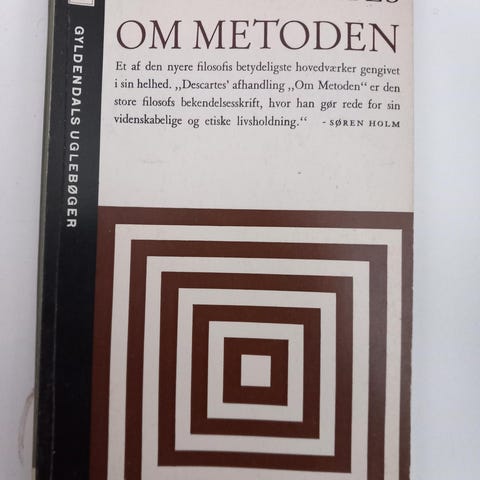 OM METODEN
Et af den nyere filosofis betydeligste hovedværker gengivet
i sin helhed. „Descartes’ afhandling „Om Metoden“ er den
store filosofs bekendelsesskrift, hvor han gør rede for sin
videnskabelige og etiske livsholdning.“ - SØREN HOLM
GYLDENDALS UGLEBØGER